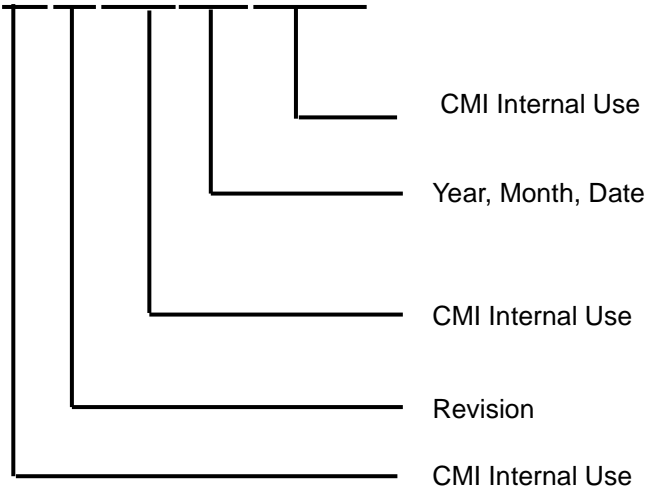 CMI Internal Use
Year, Month, Date
CMI Internal Use
Revision
CMI Internal Use